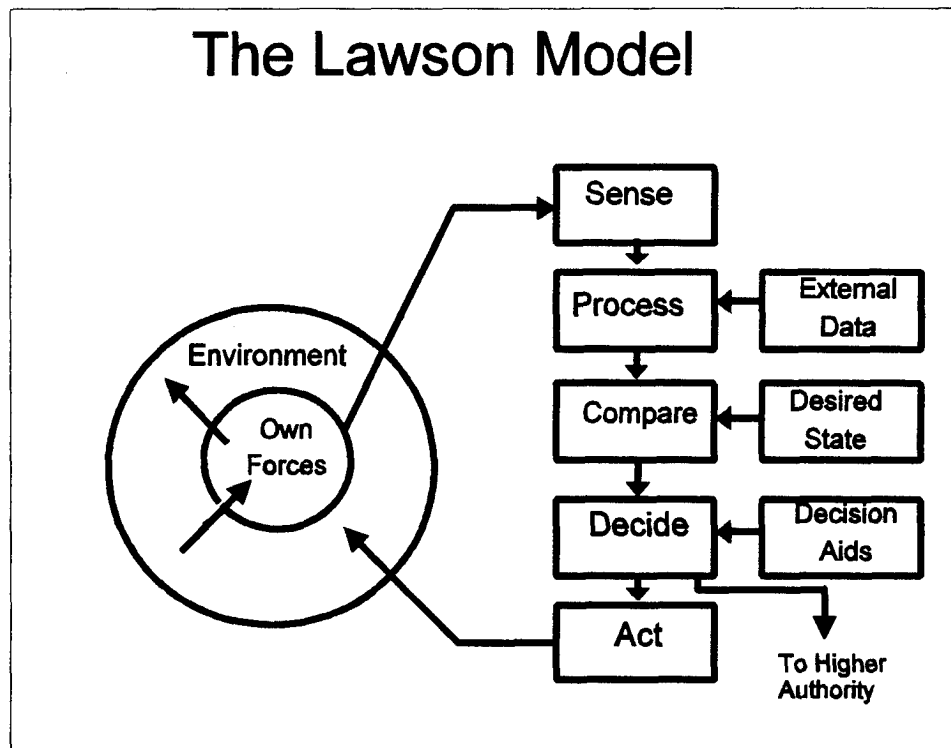 The Lawson Model
Sense
Process
External
Data
Environment
Compare
Desired
State
Own
Forces
Decide
Decision
Aids
Act
To Higher
Authority